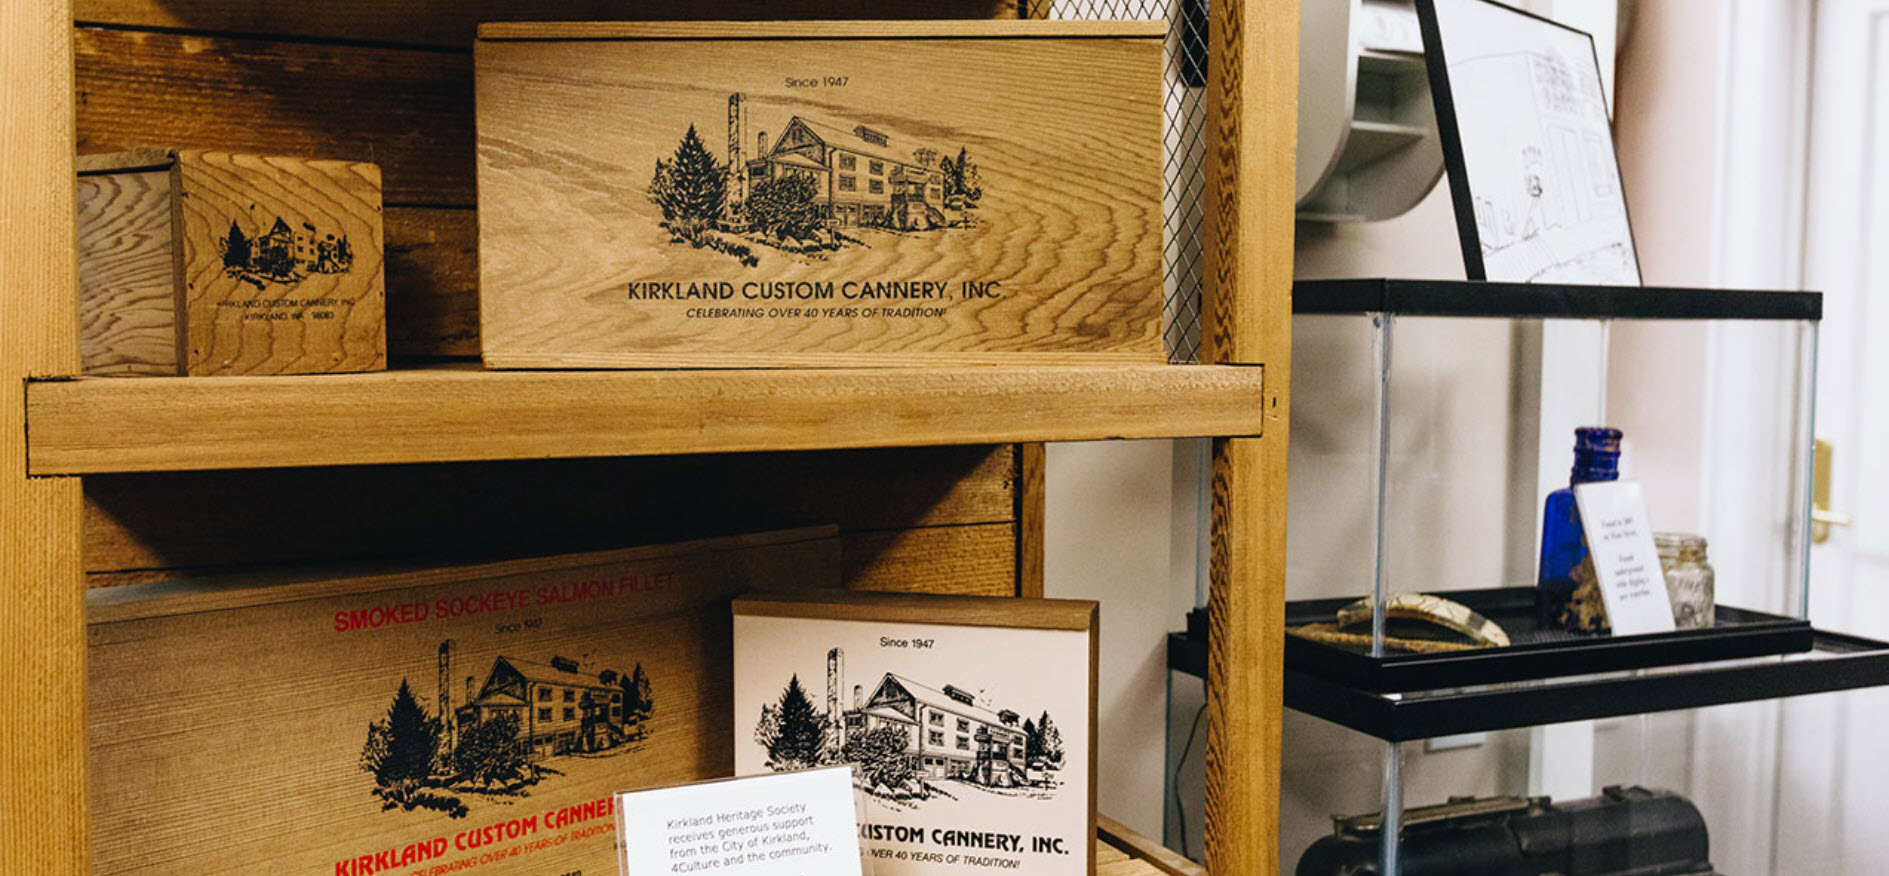 Since 1947
KIRKLAND CUSTOM CANNERY, INC.
CELEBRATING OVER 40 YEARS OF TRADITION!
KIRKLAND CUSTOM CANNERY, INC
KIRKLAND, WA 98083
SMOKED SOCKEYE SALMON FILLET
Since 1947
KIRKLAND CUSTOM CANNER
CELEBRATING OVER 40 YEARS OF TRADITION
Since 1947
STOM CANNERY, INC.
OVER 40 YEARS OF TRADITION!
Kirkland Heritage Society
receives generous support
from the City of Kirkland,
4Culture and the community.
Found
underground